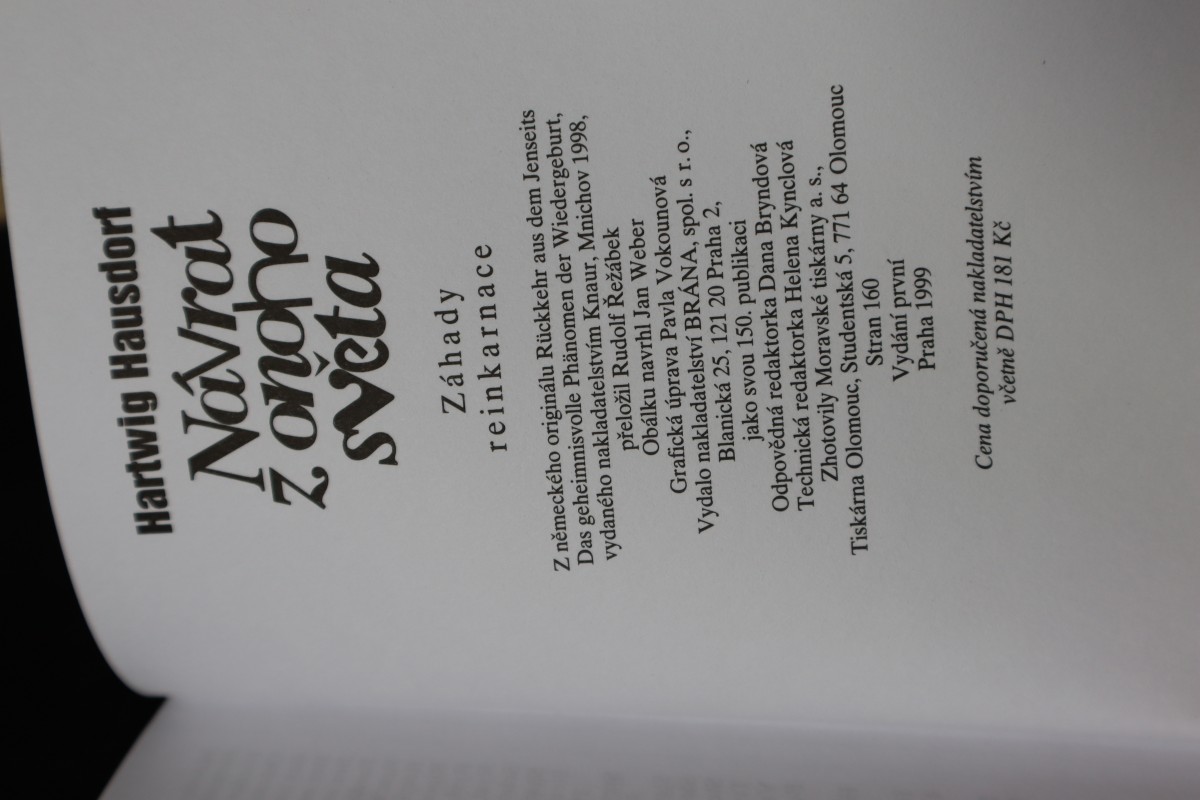 Hartwig Hausdorf
Návrat
z onoho
světa
Záhady
reinkarnace
Z německého originálu Rückkehr aus dem Jenseits
Das geheimnisvolle Phänomen der Wiedergeburt,
vydaného nakladatelstvím Knaur, Mnichov 1998,
přeložil Rudolf Řežábek
Obálku navrhl Jan Weber
Grafická úprava Pavla Vokounová
Vydalo nakladatelství BRÁNA, spol. s r. o.,
Blanická 25, 121 20 Praha 2,
jako svou 150. publikaci
Odpovědná redaktorka Dana Bryndová
Technická redaktorka Helena Kynclová
Zhotovily Moravské tiskárny a. s.,
Tiskárna Olomouc, Studentská 5, 771 64 Olomouc
Stran 160
Vydání první
Praha 1999
Cena doporučená nakladatelstvím
včetně DPH 181 Kč